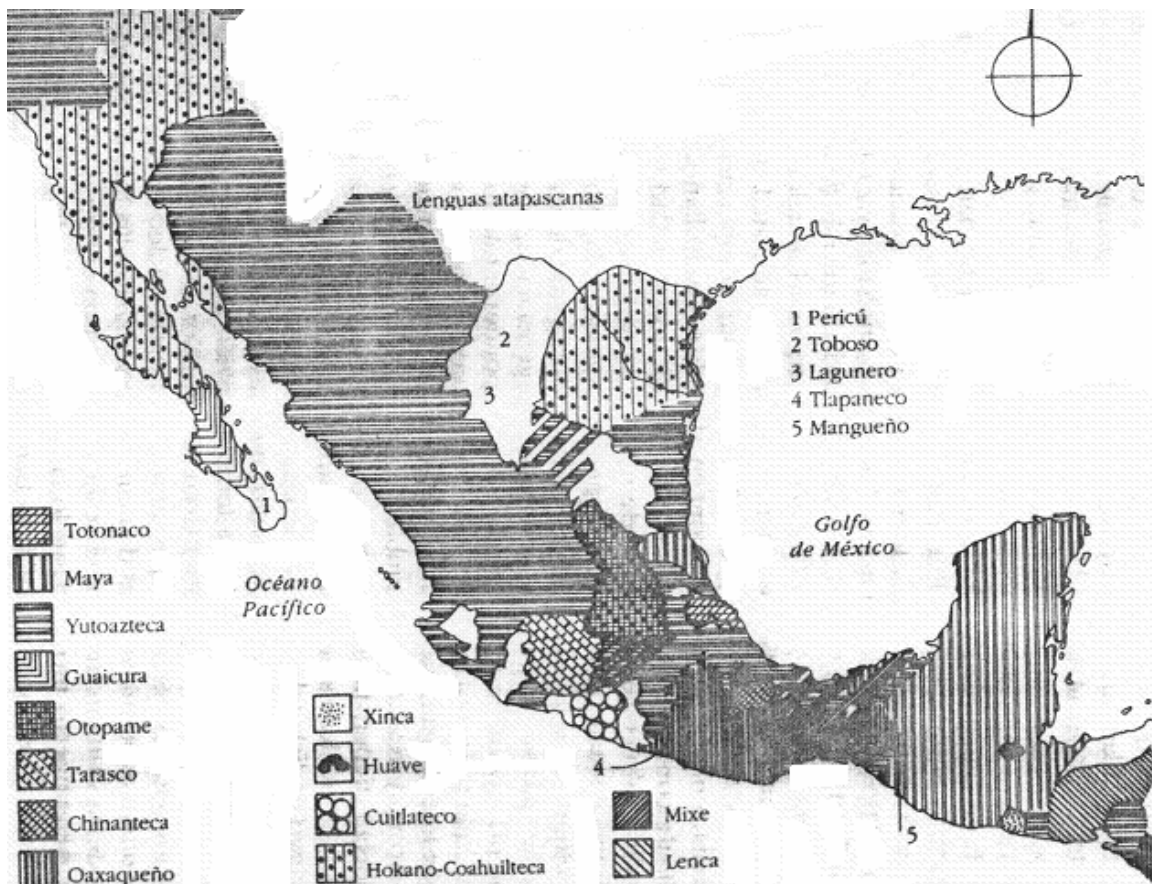 Lenguas atapascanas
1 Pericú
2 Toboso
3 Lagunero
4 Tlapaneco
5 Mangueño
2
3
1
Golfo
de México
Océano
Pacífico
4
5
Totonaco
Maya
Yutoazteca
Guaicura
Otopame
Tarasco
Chinanteca
Oaxaqueño
Xinca
Huave
Cuitlateco
Hokano-Coahuilteca
Mixe
Lenca